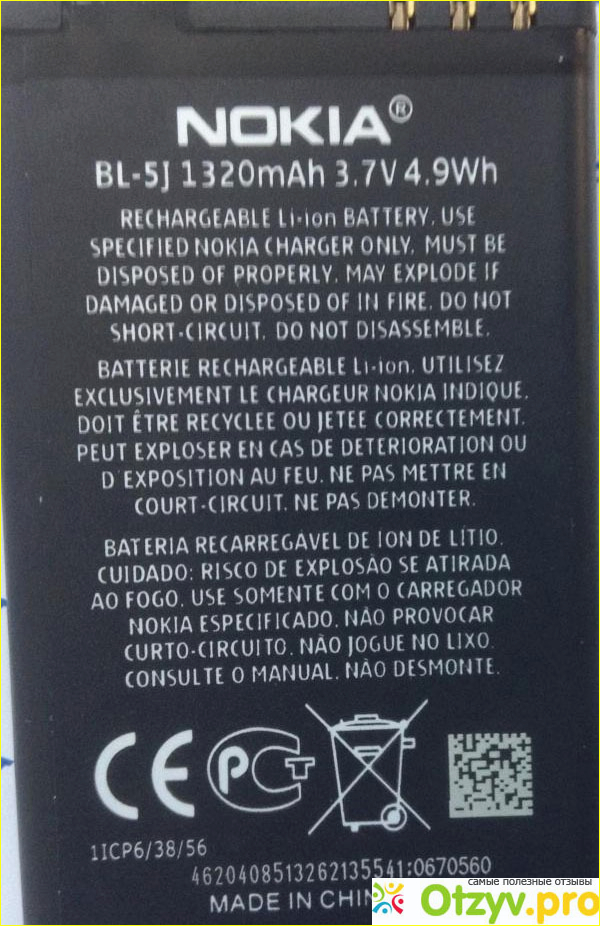 NOKIA®
BL-5J 1320mAh 3.7V 4.9Wh
RECHARGEABLE Li-ion BATTERY. USE
SPECIFIED NOKIA CHARGER ONLY. MUST BE
DISPOSED OF PROPERLY. MAY EXPLODE IF
DAMAGED OR DISPOSED OF IN FIRE. DO NOT
SHORT-CIRCUIT. DO NOT DISASSEMBLE.
BATTERIE RECHARGEABLE Li-ion. UTILISEZ
EXCLUSIVEMENT LE CHARGEUR NOKIA INDIQUE.
DOIT ÊTRE RECYCLEE OU JETEE CORRECTEMENT.
PEUT EXPLOSER EN CAS DE DETERIORATION OU
D'EXPOSITION AU FEU. NE PAS METTRE EN
COURT-CIRCUIT. NE PAS DEMONTER.
BATERIA RECARREGÁVEL DE ION DE LÍTIO.
CUIDADO: RISCO DE EXPLOSÃO SE ATIRADA
AO FOGO. USE SOMENTE COM O CARREGADOR
NOKIA ESPECIFICADO. NÃO PROVOCAR
CURTO-CIRCUITO. NÃO JOGUE NO LIXO.
CONSULTE O MANUAL. NÃO DESMONTE.
CE РСТ
1ICP6/38/56
4620408513262135541:0670560
MADE IN CHIN
самые полезные отзывы
Otzyv.pro